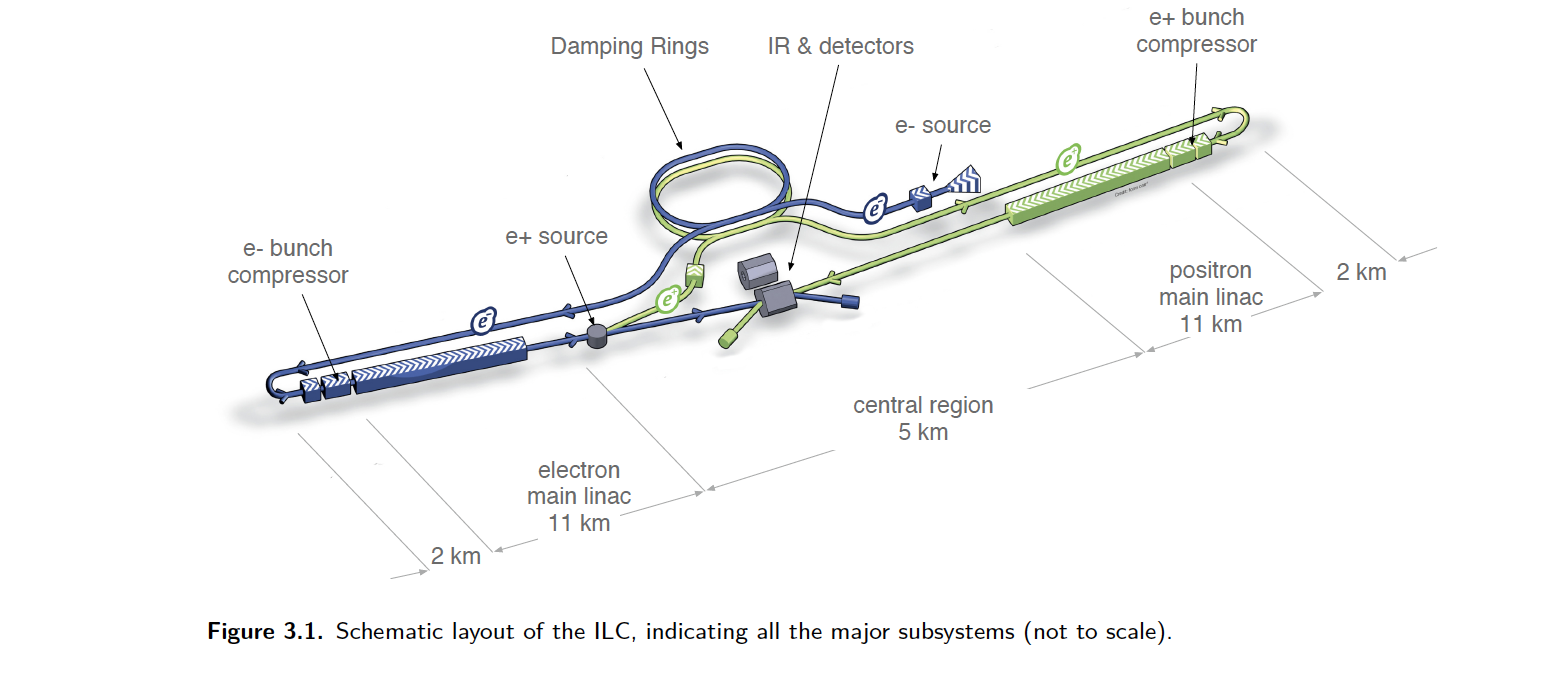 e+ bunch
compressor
Damping Rings
IR & detectors
e- source
e+
e-
e+ source
e- bunch
compressor
e+
e-
positron
main linac
11 km
2 km
central region
5 km
electron
main linac
11 km
2 km
Figure 3.1. Schematic layout of the ILC, indicating all the major subsystems (not to scale).